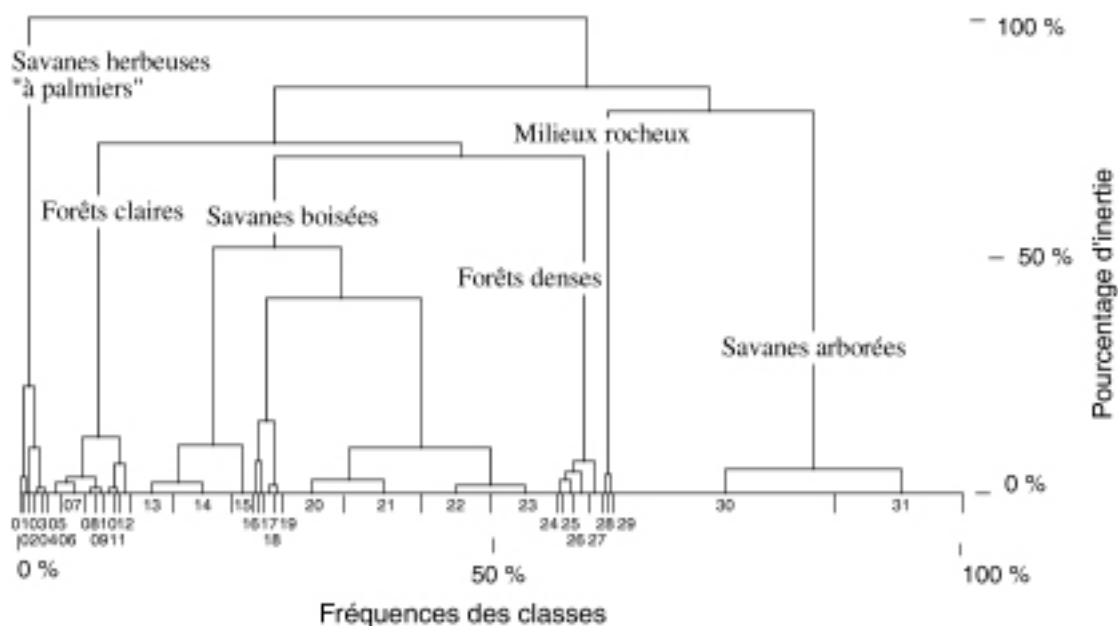 100 %
Savanes herbeuses
"à palmiers"
Milieux rocheux
Forêts claires
Savanes boisées
50 %
Forêts denses
Savanes arborées
Pourcentage d'inertie
0 %
07 13 14 15 20 21 22 23 30 31
01 03 05 08 10 12 16 17 19 24 25 28 29
02 04 06 09 11 18 26 27
0 %
50 %
100 %
Fréquences des classes